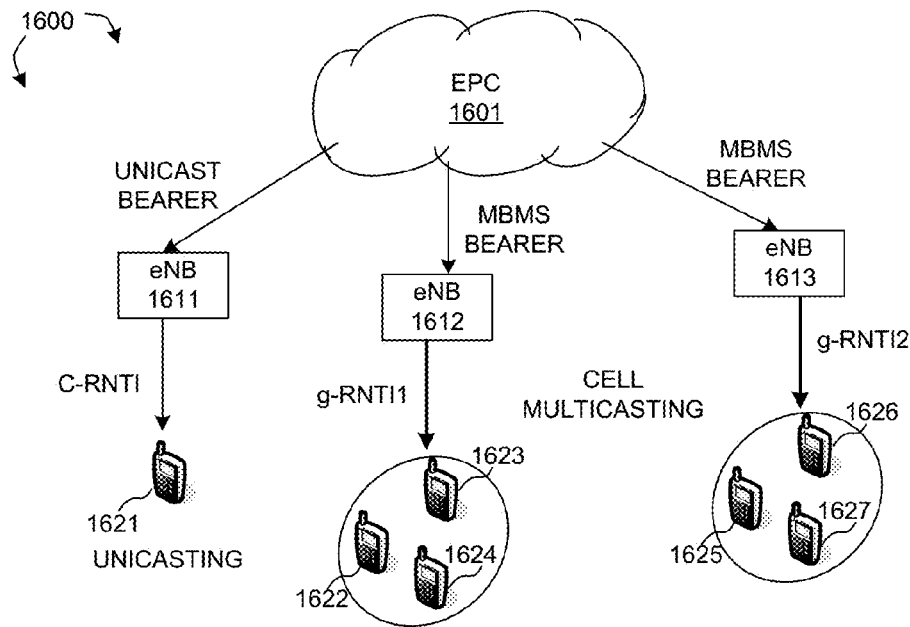 1600
EPC
1601
UNICAST
BEARER
MBMS
BEARER
MBMS
BEARER
eNB
1611
eNB
1612
eNB
1613
C-RNTI
g-RNTI1
g-RNTI2
CELL
MULTICASTING
1621
UNICASTING
1623
1622
1624
1626
1625
1627